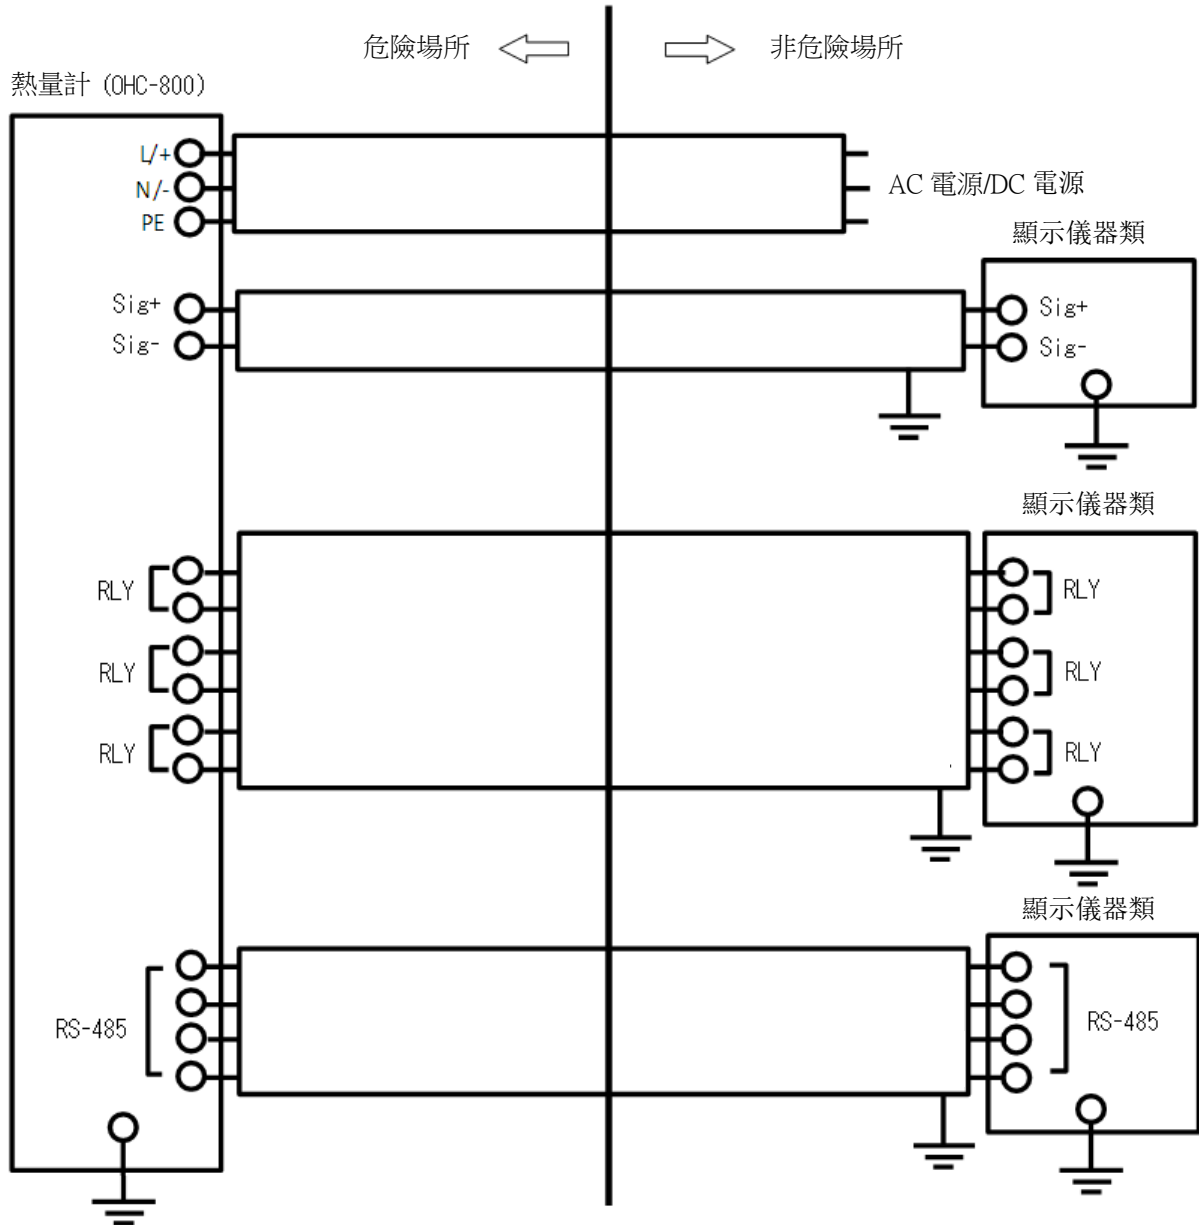 危險場所
非危險場所
熱量計 (OHC-800)
L/+
N/-
PE
AC 電源/DC 電源
顯示儀器類
Sig+
Sig-
Sig+
Sig-
顯示儀器類
RLY
RLY
RLY
RLY
RLY
RLY
顯示儀器類
RS-485
RS-485